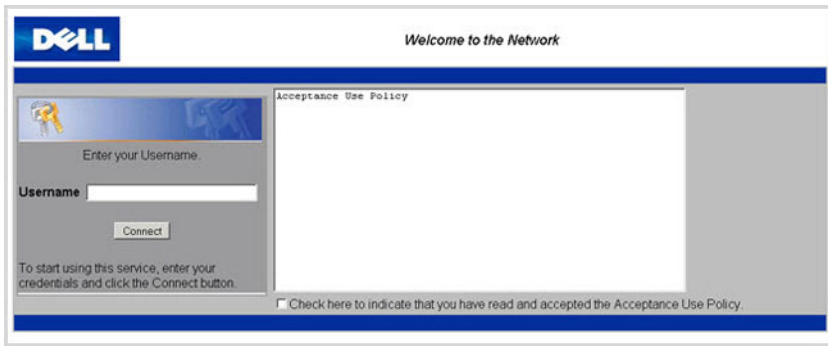 DELL
Welcome to the Network
Enter your Username.
Username
Connect
To start using this service, enter your
credentials and click the Connect button.
Acceptance Use Policy
Check here to indicate that you have read and accepted the Acceptance Use Policy.